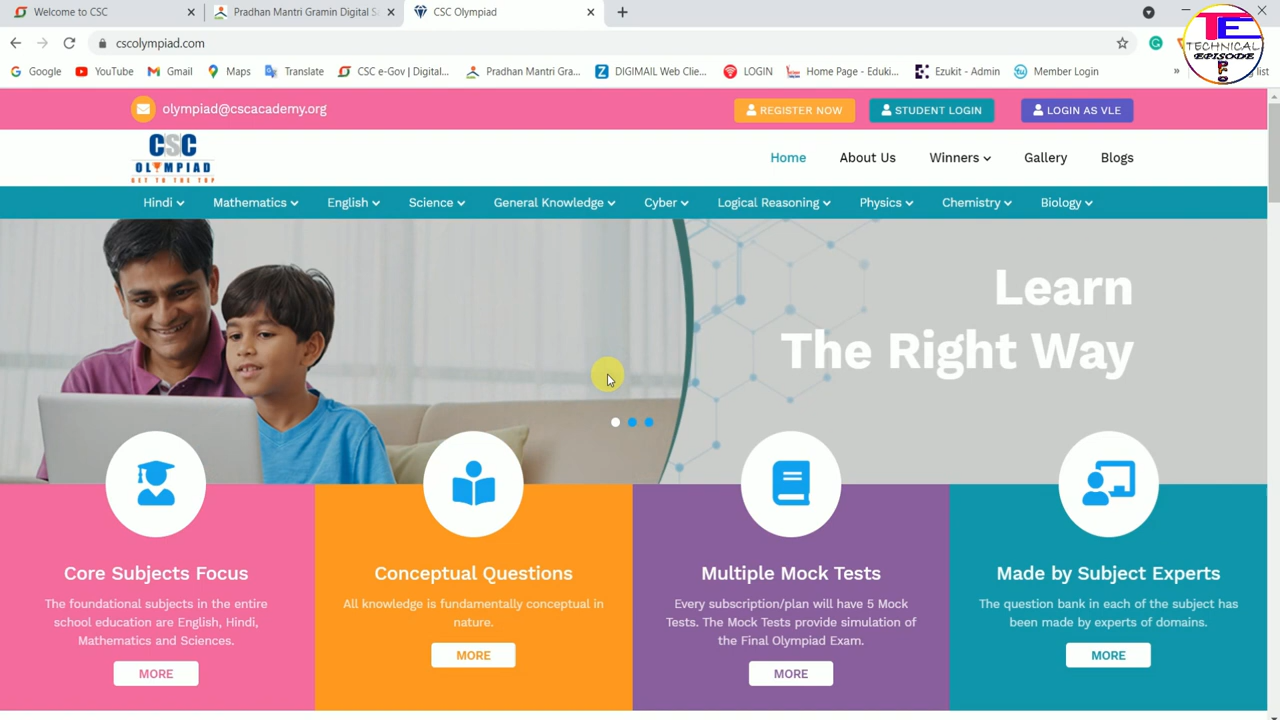 Welcome to CSC
Pradhan Mantri Gramin Digital Sa
CSC Olympiad
cscolympiad.com
TE
TECHNICAL
EPISODE
Google
YouTube
Gmail
Maps
Translate
CSC e-Gov | Digital...
Pradhan Mantri Gra...
DIGIMAIL Web Clie...
LOGIN
Home Page - Eduki...
Ezukit - Admin
Member Login
»
list
olympiad@cscacademy.org
REGISTER NOW
STUDENT LOGIN
LOGIN AS VLE
CSC
OLYMPIAD
GET TO THE TOP
Home
About Us
Winners
Gallery
Blogs
Hindi
Mathematics
English
Science
General Knowledge
Cyber
Logical Reasoning
Physics
Chemistry
Biology
Learn
The Right Way
Core Subjects Focus
The foundational subjects in the entire
school education are English, Hindi,
Mathematics and Sciences.
MORE
Conceptual Questions
All knowledge is fundamentally conceptual in
nature.
MORE
Multiple Mock Tests
Every subscription/plan will have 5 Mock
Tests. The Mock Tests provide simulation of
the Final Olympiad Exam.
MORE
Made by Subject Experts
The question bank in each of the subject has
been made by experts of domains.
MORE